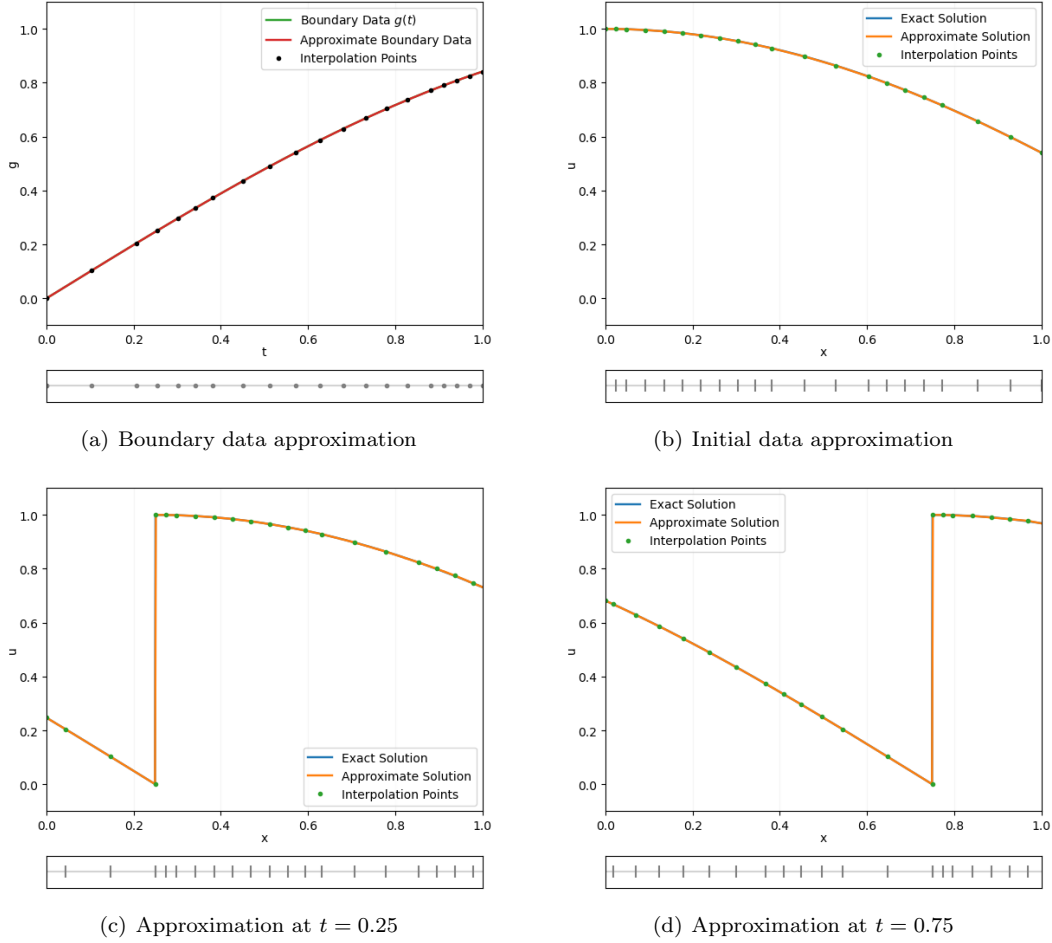 Boundary Data g(t)
Approximate Boundary Data
Interpolation Points
1.0
0.8
0.6
0.4
0.2
0.0
g
0.0 0.2 0.4 0.6 0.8 1.0
t
(a) Boundary data approximation
Exact Solution
Approximate Solution
Interpolation Points
1.0
0.8
0.6
0.4
0.2
0.0
u
0.0 0.2 0.4 0.6 0.8 1.0
x
(b) Initial data approximation
1.0
0.8
0.6
0.4
0.2
0.0
u
Exact Solution
Approximate Solution
Interpolation Points
0.0 0.2 0.4 0.6 0.8 1.0
x
(c) Approximation at t = 0.25
Exact Solution
Approximate Solution
Interpolation Points
1.0
0.8
0.6
0.4
0.2
0.0
u
0.0 0.2 0.4 0.6 0.8 1.0
x
(d) Approximation at t = 0.75